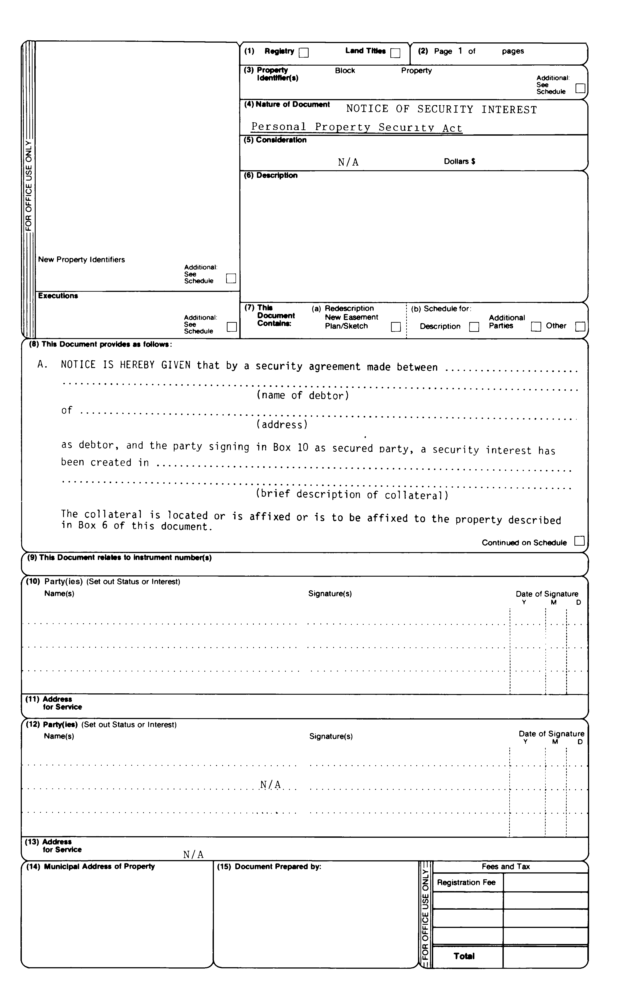 FOR OFFICE USE ONLY
New Property Identifiers
Additional:
See
Schedule
Executions
Additional:
See
Schedule
(1) Registry Land Titles
(2) Page 1 of pages
(3) Property Identifier(s) Block Property
Additional:
See
Schedule
(4) Nature of Document NOTICE OF SECURITY INTEREST
Personal Property Security Act
(5) Consideration
N/A Dollars $
(6) Description
(7) This Document Contains:
(a) Redescription
New Easement
Plan/Sketch
(b) Schedule for:
Description
Additional
Parties
Other
(8) This Document provides as follows:
A. NOTICE IS HEREBY GIVEN that by a security agreement made between .......................
................................................................................
(name of debtor)
of ................................................................................
(address)
as debtor, and the party signing in Box 10 as secured party, a security interest has
been created in ......................................................................
................................................................................
(brief description of collateral)
The collateral is located or is affixed or is to be affixed to the property described
in Box 6 of this document.
Continued on Schedule
(9) This Document relates to instrument number(s)
(10) Party(ies) (Set out Status or Interest)
Name(s) Signature(s) Date of Signature
Y M D
(11) Address
for Service
(12) Party(ies) (Set out Status or Interest)
Name(s) Signature(s) Date of Signature
Y M D
N/A
(13) Address
for Service
N/A
(14) Municipal Address of Property
(15) Document Prepared by:
FOR OFFICE USE ONLY
Fees and Tax
Registration Fee
Total